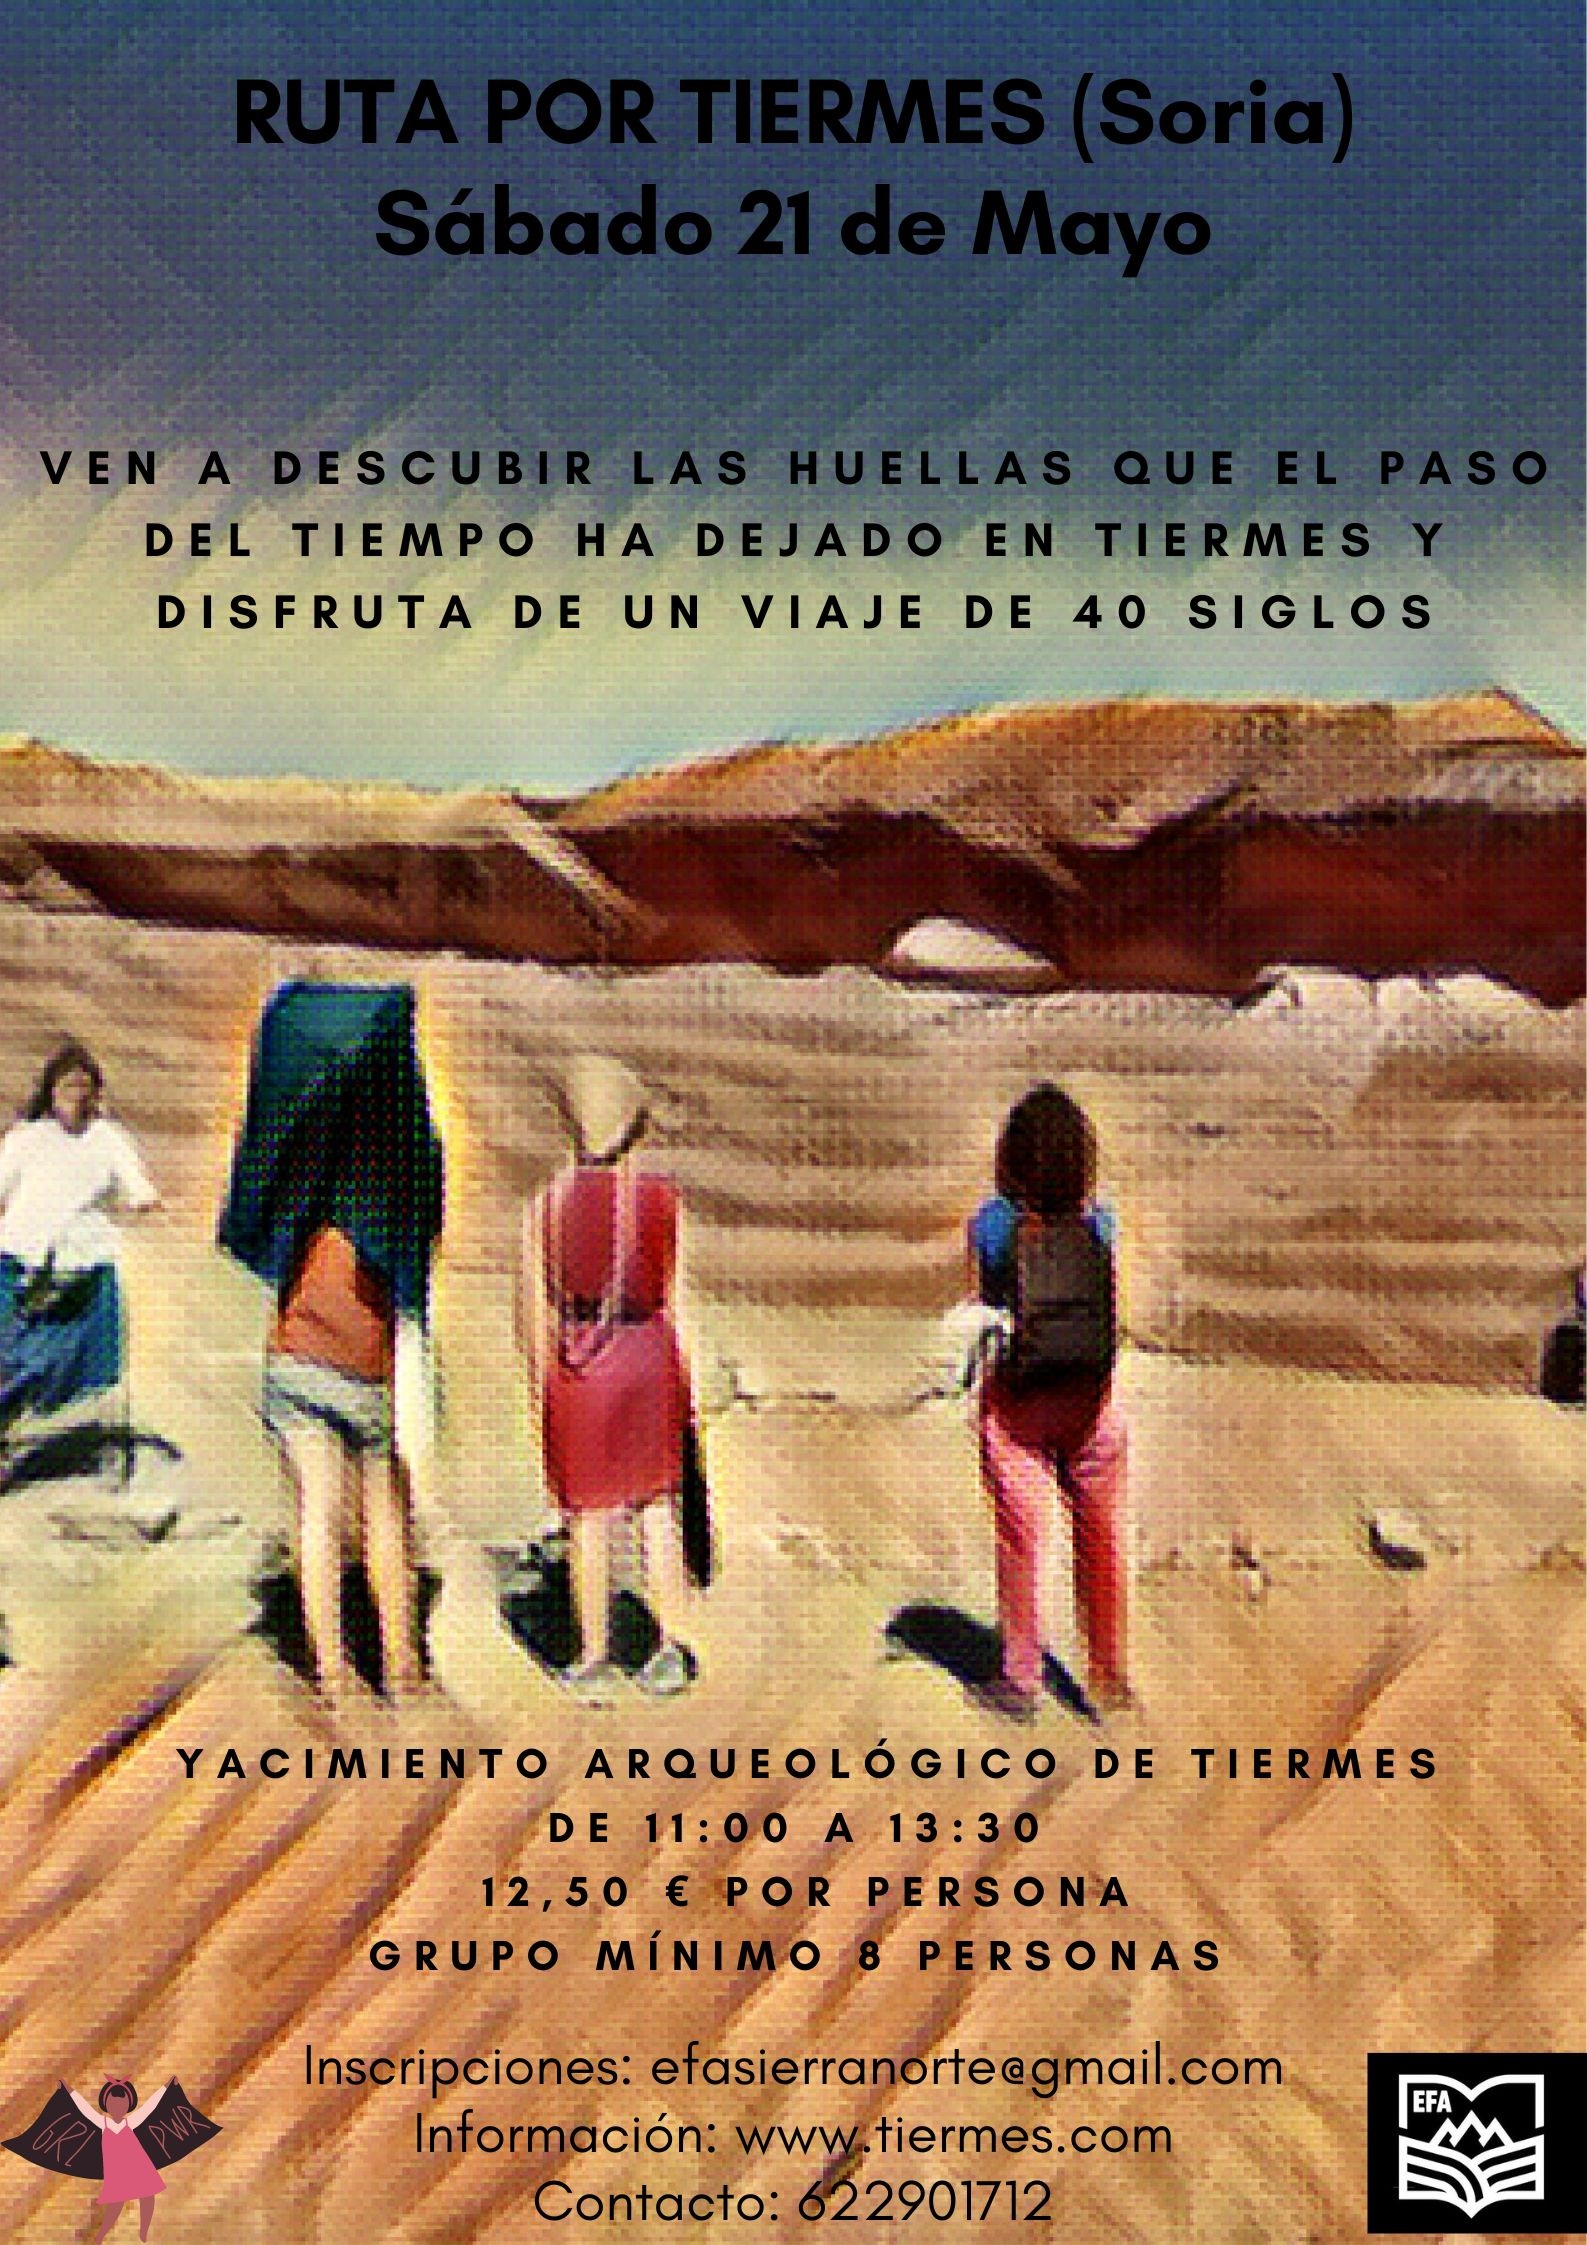 RUTA POR TIERMES (Soria)
Sábado 21 de Mayo
VEN A DESCUBIR LAS HUELLAS QUE EL PASO
DEL TIEMPO HA DEJADO EN TIERMES Y
DISFRUTA DE UN VIAJE DE 40 SIGLOS
YACIMIENTO ARQUEOLÓGICO DE TIERMES
DE 11:00 A 13:30
12,50 € POR PERSONA
GRUPO MÍNIMO 8 PERSONAS
Inscripciones: efasierranorte@gmail.com
Información: www.tiermes.com
Contacto: 622901712
GRL PWR
EFA